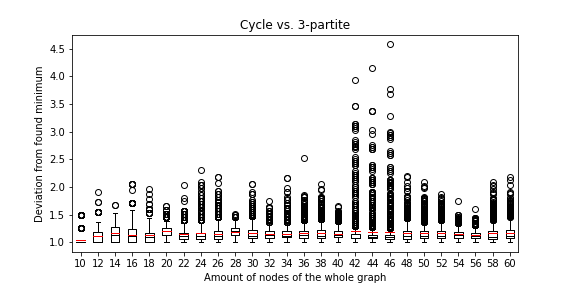 Cycle vs. 3-partite
Deviation from found minimum
4.5
4.0
3.5
3.0
2.5
2.0
1.5
1.0
10 12 14 16 18 20 22 24 26 28 30 32 34 36 38 40 42 44 46 48 50 52 54 56 58 60
Amount of nodes of the whole graph